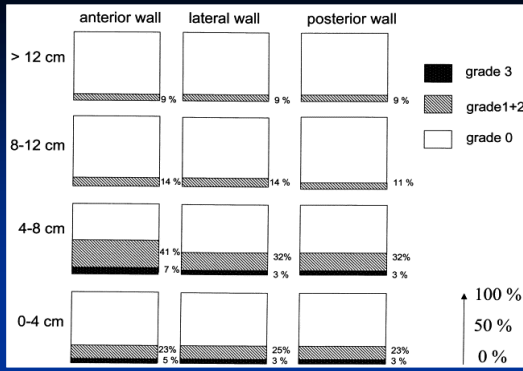 anterior wall lateral wall posterior wall
> 12 cm
9 % 9 % 9 %
grade 3
grade1+2
grade 0
8-12 cm
14 % 14 % 11 %
4-8 cm
41 % 32% 32%
7 % 3 % 3 %
0-4 cm
23% 25% 23%
5 % 3 % 3 %
100 %
50 %
0 %